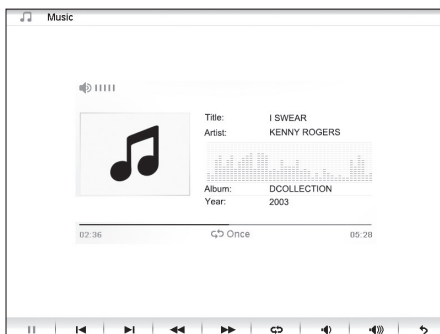 Music
Title: I SWEAR
Artist: KENNY ROGERS
Album: DCOLLECTION
Year: 2003
02:36 Once 05:28